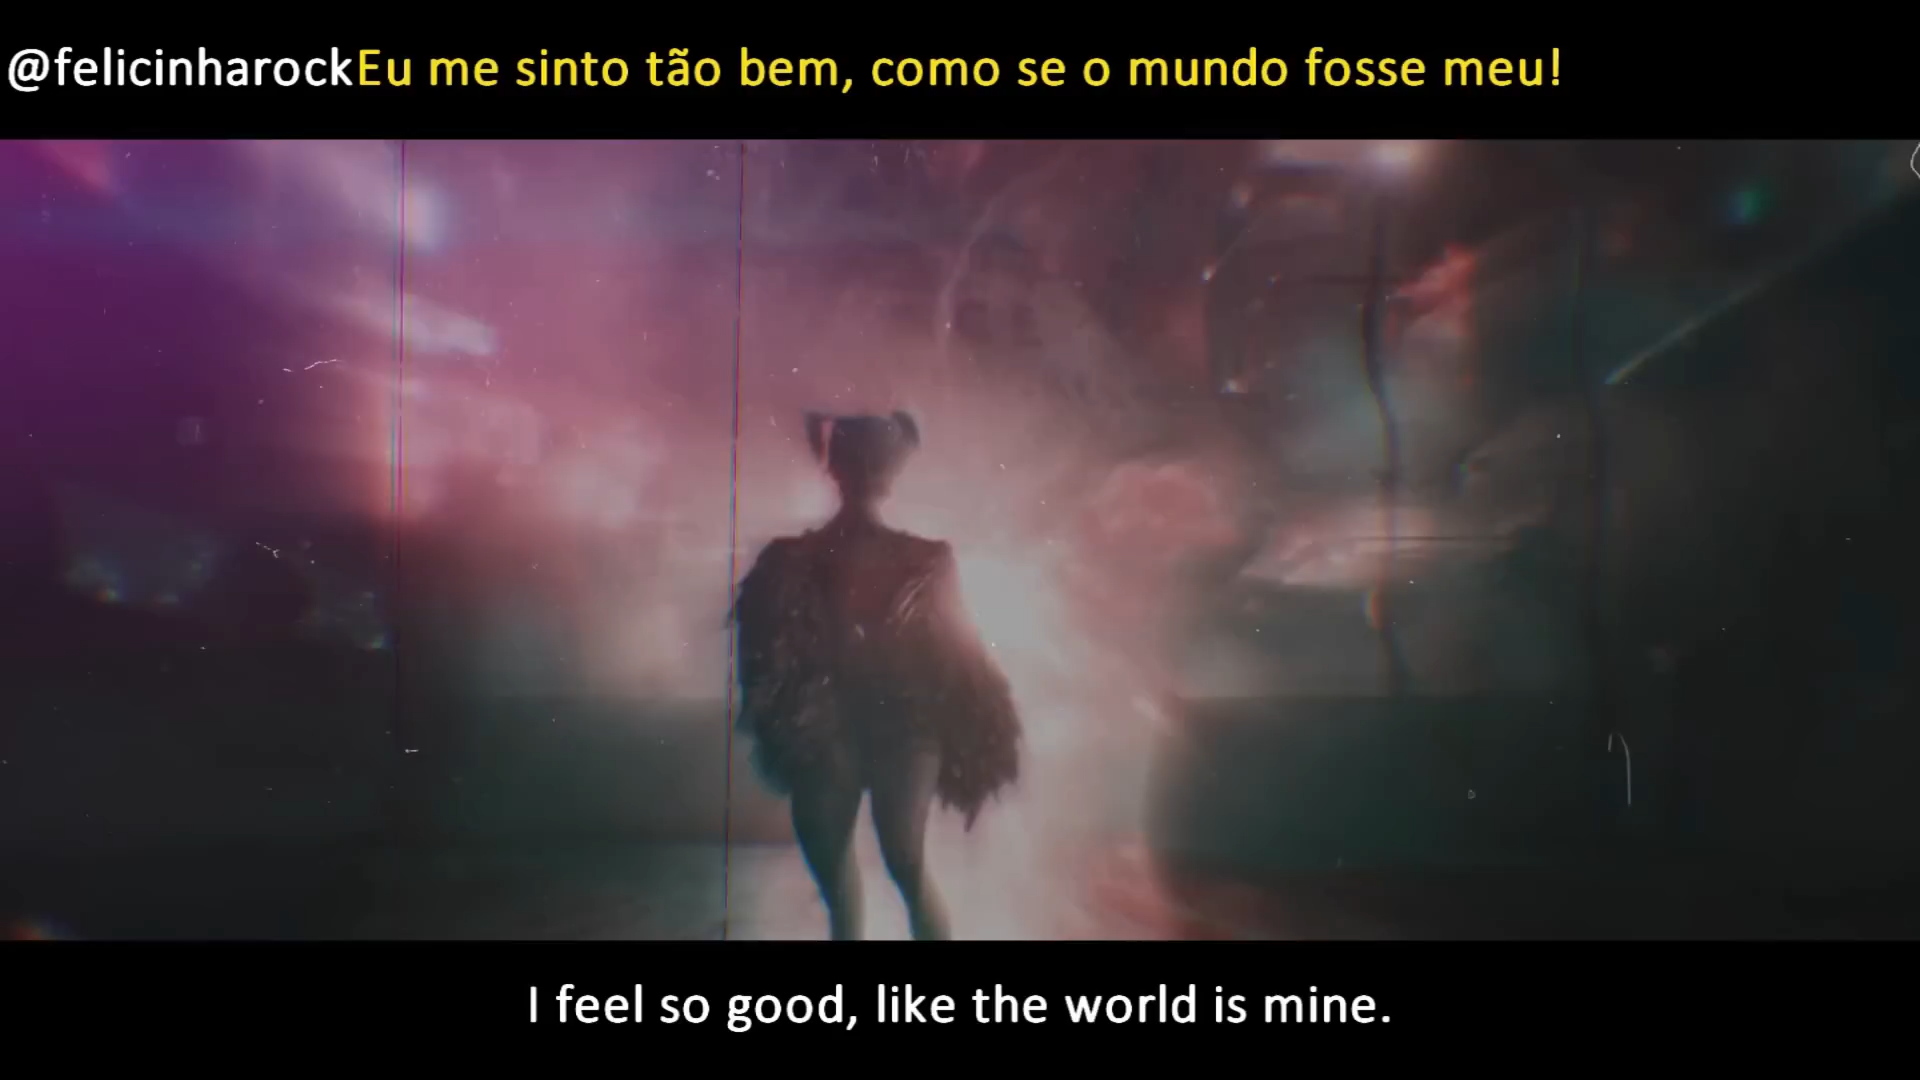 @felicinharockEu me sinto tão bem, como se o mundo fosse meu!
I feel so good, like the world is mine.